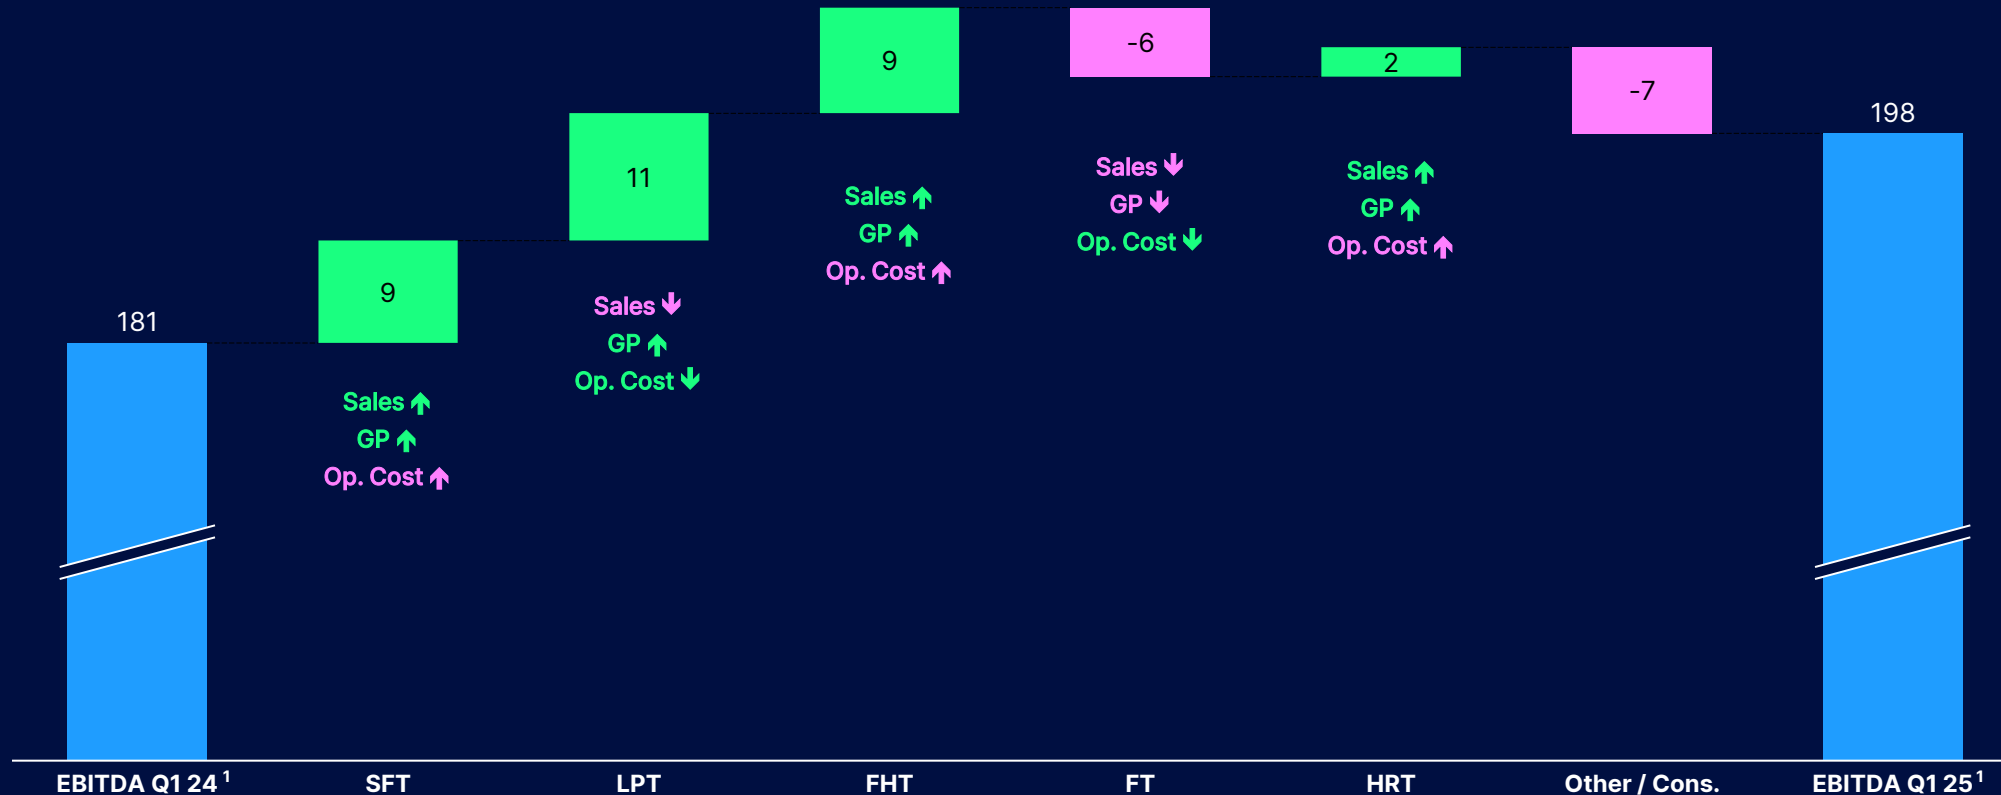 181
9
Sales ↑
GP ↑
Op. Cost ↑
11
Sales ↓
GP ↑
Op. Cost ↓
9
Sales ↑
GP ↑
Op. Cost ↑
-6
Sales ↓
GP ↓
Op. Cost ↓
2
Sales ↑
GP ↑
Op. Cost ↑
-7
198
EBITDA Q1 24 ¹
SFT
LPT
FHT
FT
HRT
Other / Cons.
EBITDA Q1 25 ¹